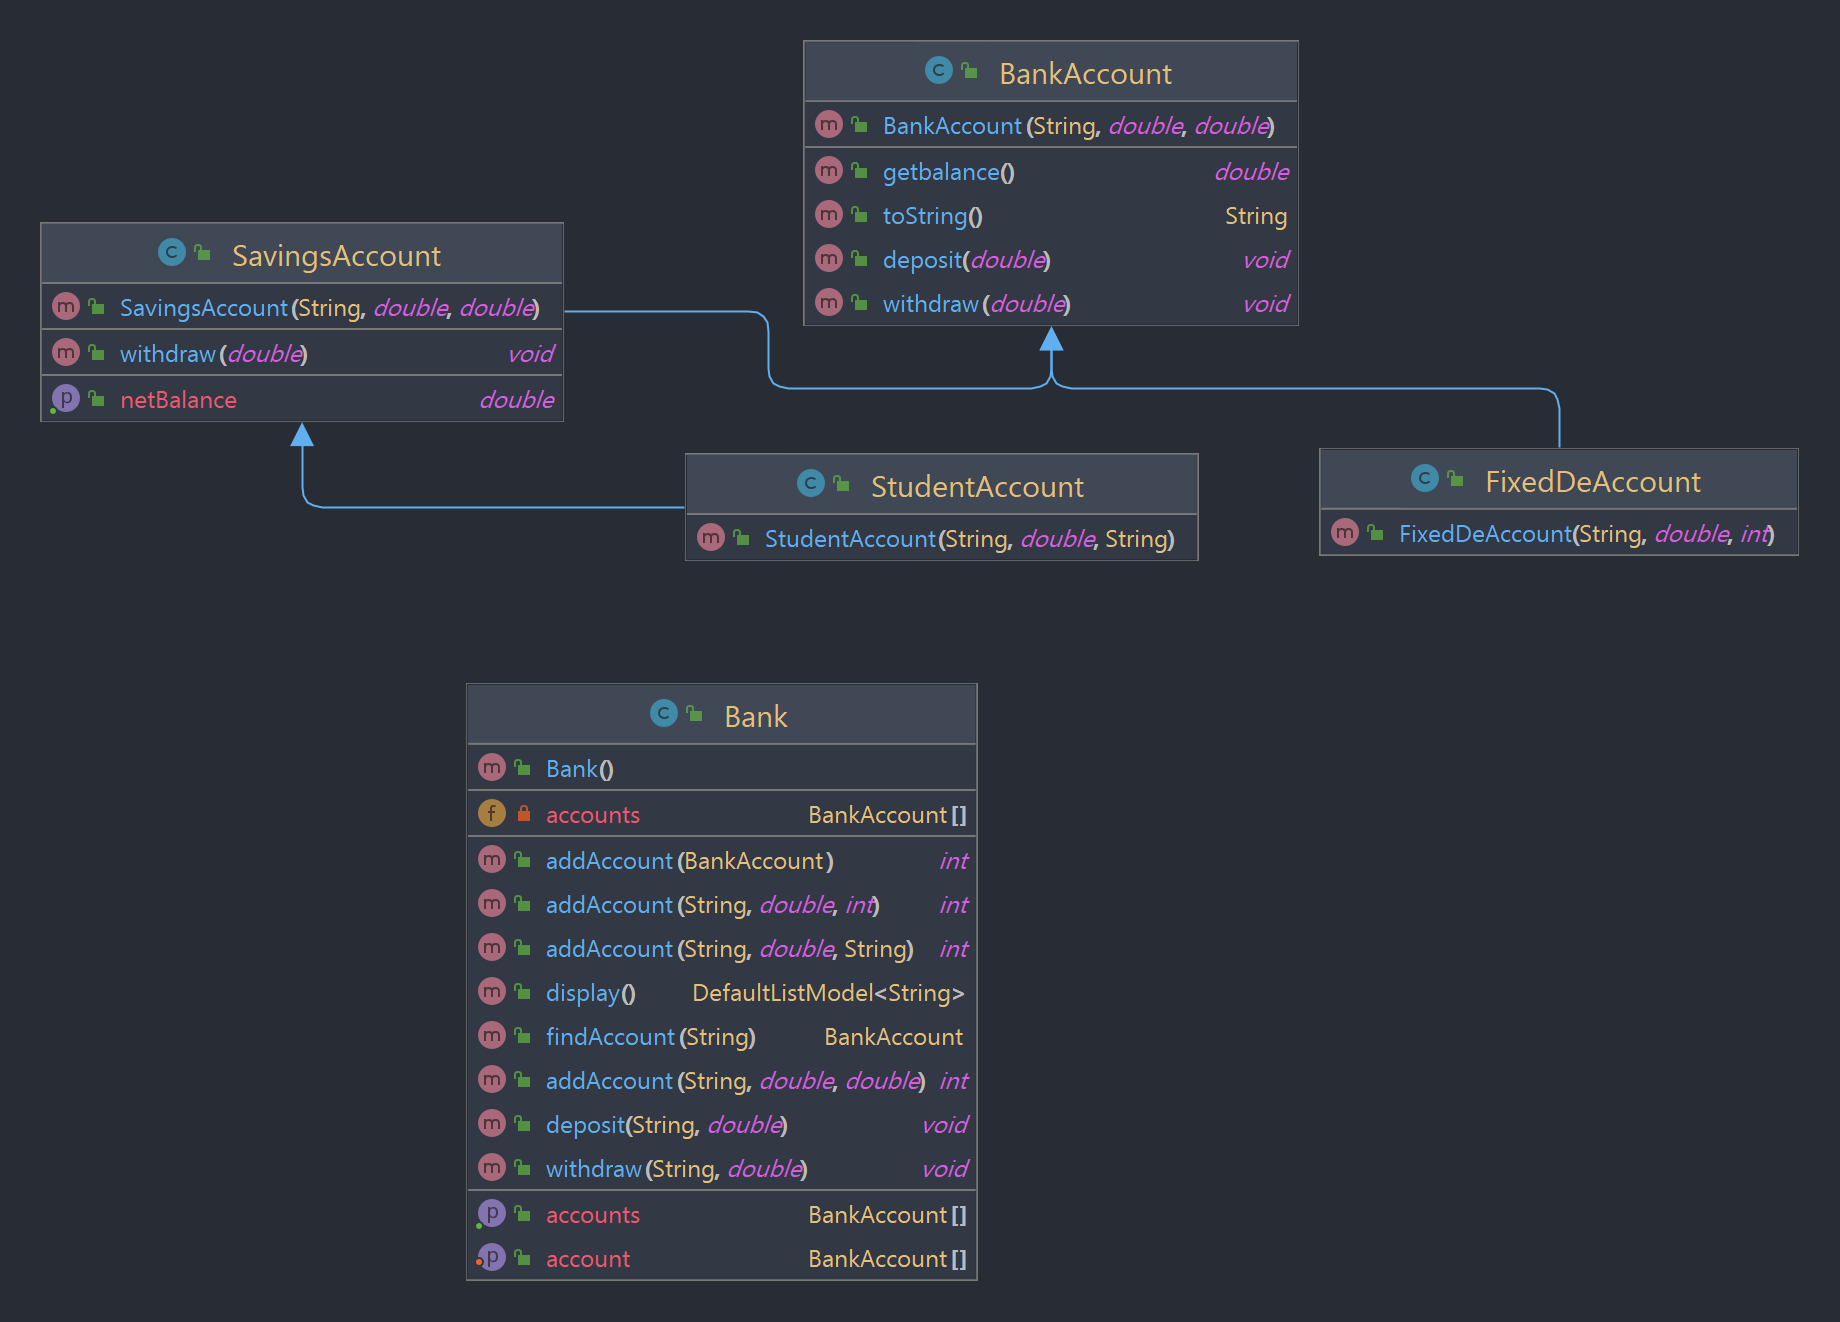 BankAccount
BankAccount(String, double, double)
getbalance() double
toString() String
deposit(double) void
withdraw(double) void
SavingsAccount
SavingsAccount(String, double, double)
withdraw(double) void
netBalance double
StudentAccount
StudentAccount(String, double, String)
FixedDeAccount
FixedDeAccount(String, double, int)
Bank
Bank()
accounts BankAccount[]
addAccount(BankAccount) int
addAccount(String, double, int) int
addAccount(String, double, String) int
display() DefaultListModel<String>
findAccount(String) BankAccount
addAccount(String, double, double) int
deposit(String, double) void
withdraw(String, double) void
accounts BankAccount[]
account BankAccount[]